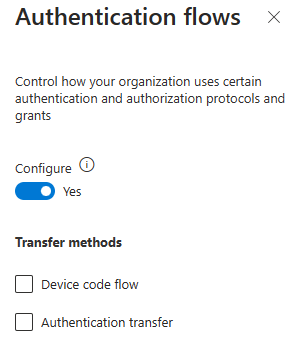 Authentication flows
Control how your organization uses certain
authentication and authorization protocols and
grants
Configure
Yes
Transfer methods
Device code flow
Authentication transfer